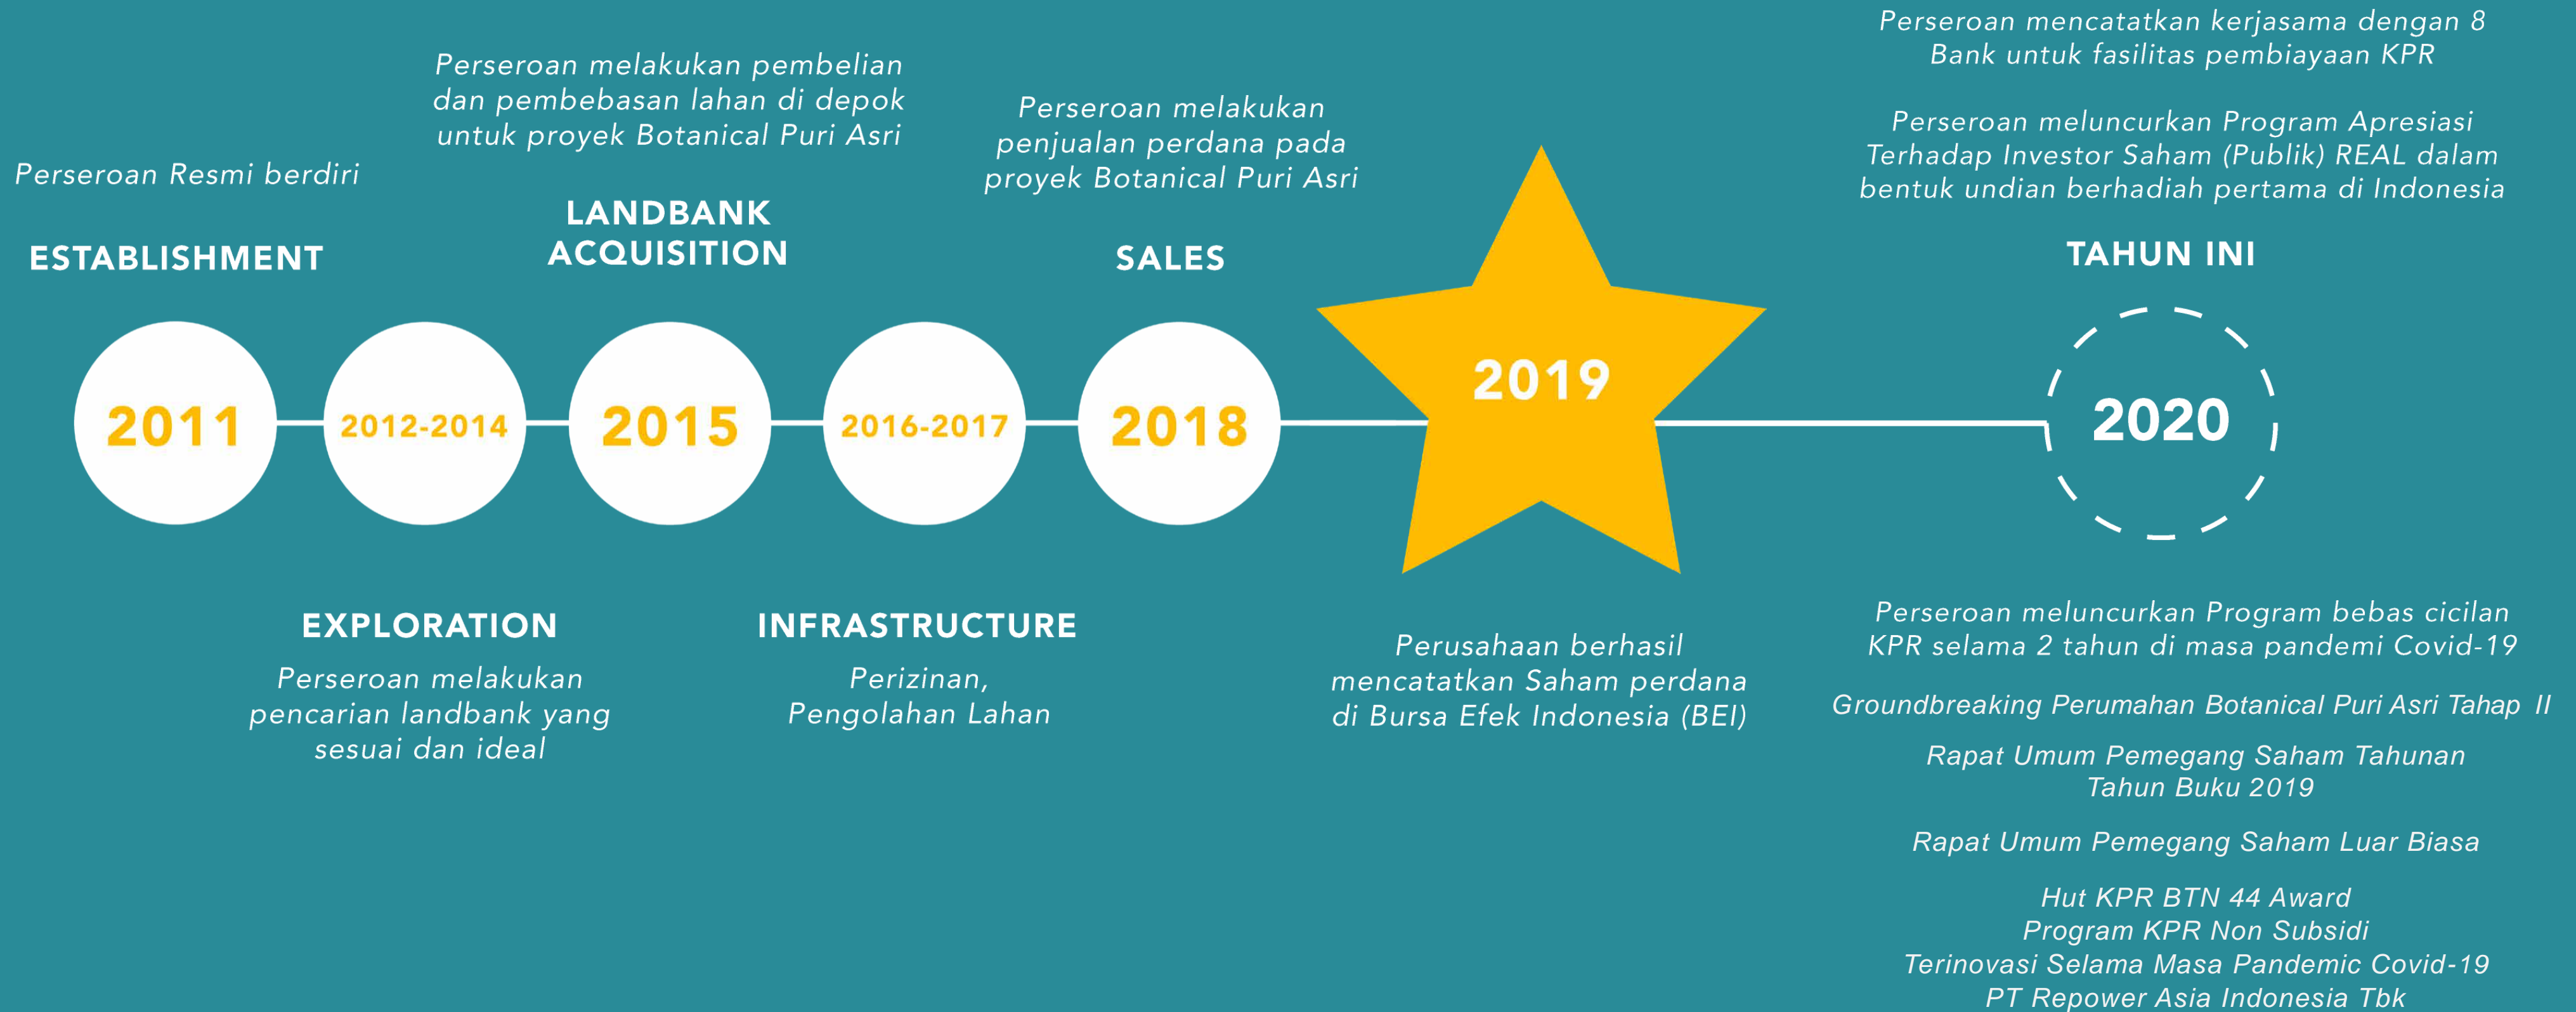 Perseroan Resmi berdiri
ESTABLISHMENT
2011
2012-2014
EXPLORATION
Perseroan melakukan
pencarian landbank yang
sesuai dan ideal
Perseroan melakukan pembelian
dan pembebasan lahan di depok
untuk proyek Botanical Puri Asri
LANDBANK
ACQUISITION
2015
2016-2017
INFRASTRUCTURE
Perizinan,
Pengolahan Lahan
Perseroan melakukan
penjualan perdana pada
proyek Botanical Puri Asri
SALES
2018
2019
Perusahaan berhasil
mencatatkan Saham perdana
di Bursa Efek Indonesia (BEI)
Perseroan mencatatkan kerjasama dengan 8
Bank untuk fasilitas pembiayaan KPR
Perseroan meluncurkan Program Apresiasi
Terhadap Investor Saham (Publik) REAL dalam
bentuk undian berhadiah pertama di Indonesia
TAHUN INI
2020
Perseroan meluncurkan Program bebas cicilan
KPR selama 2 tahun di masa pandemi Covid-19
Groundbreaking Perumahan Botanical Puri Asri Tahap II
Rapat Umum Pemegang Saham Tahunan
Tahun Buku 2019
Rapat Umum Pemegang Saham Luar Biasa
Hut KPR BTN 44 Award
Program KPR Non Subsidi
Terinovasi Selama Masa Pandemic Covid-19
PT Repower Asia Indonesia Tbk